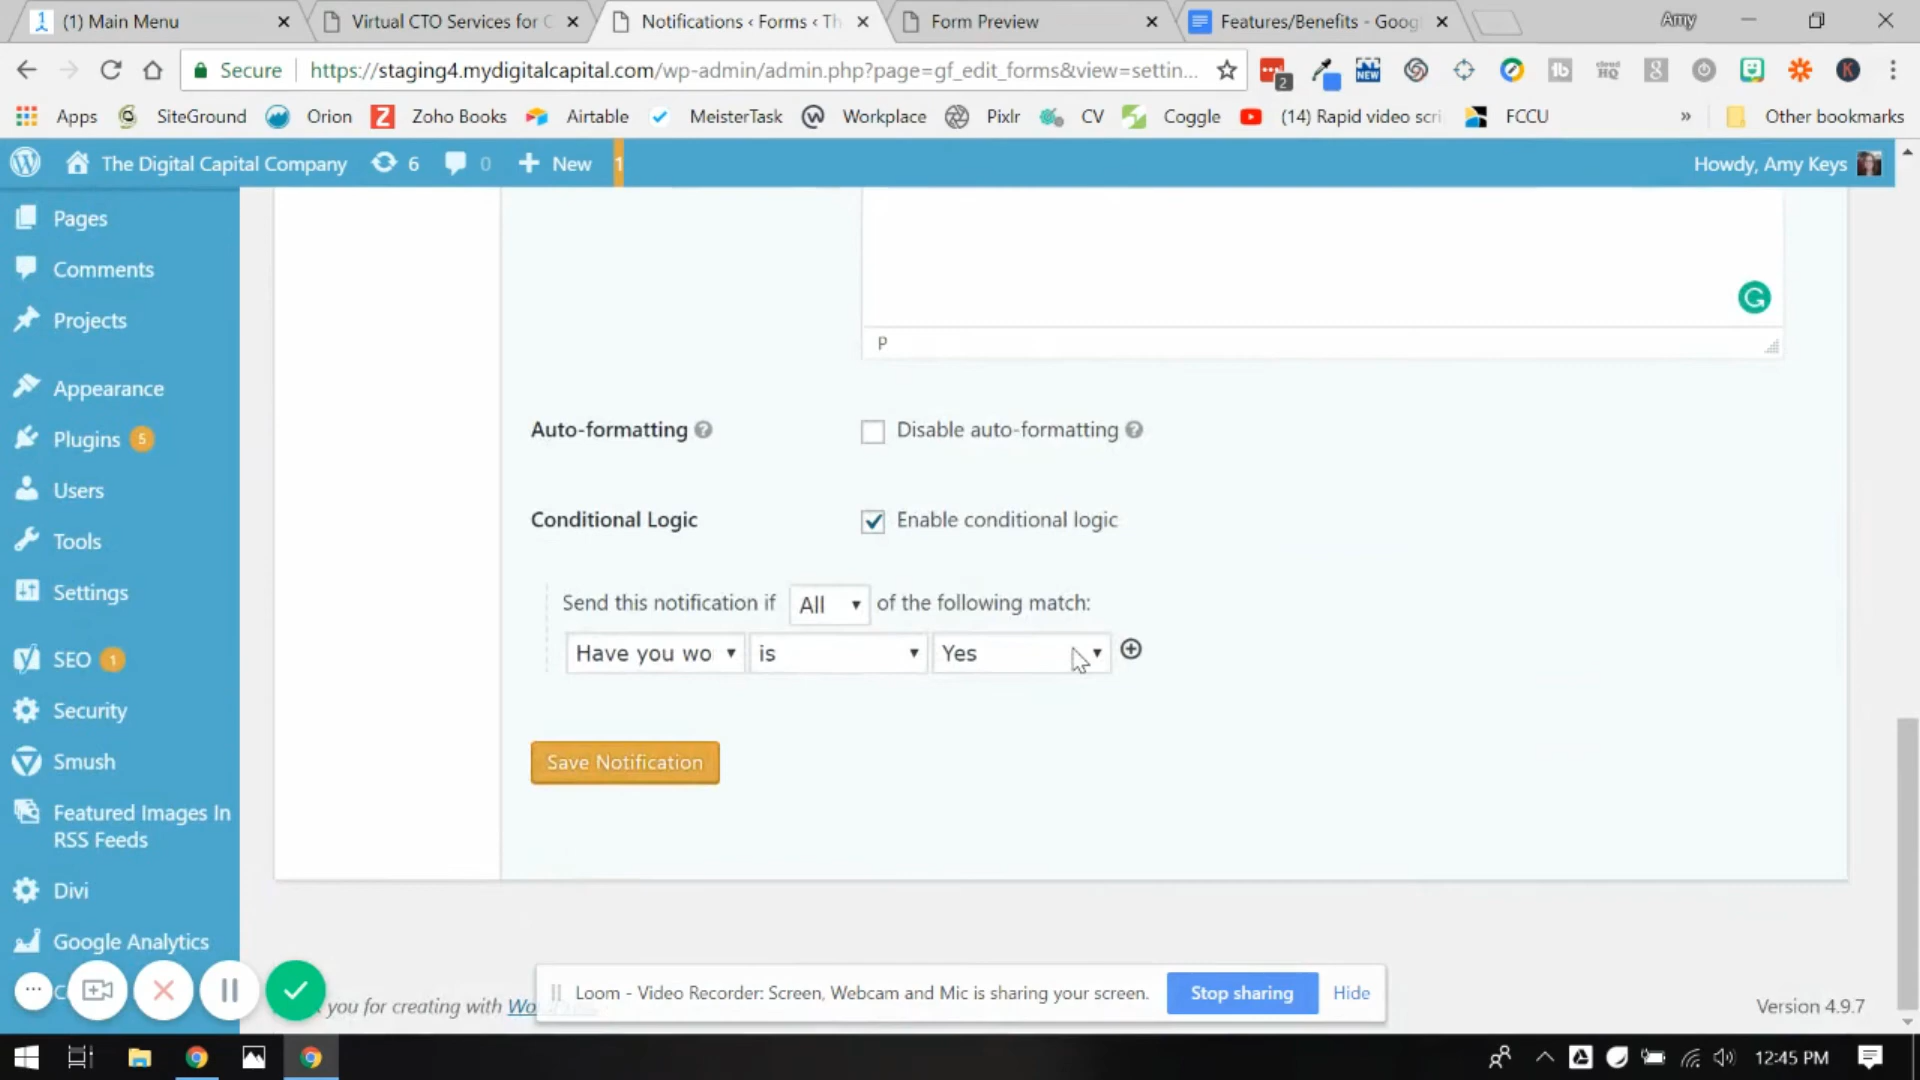 (1) Main Menu
Virtual CTO Services for C
Notifications ‹ Forms ‹ Th
Form Preview
Features/Benefits - Goog
Amy
Secure
https://staging4.mydigitalcapital.com/wp-admin/admin.php?page=gf_edit_forms&view=settin...
2
NEW
cloud HQ
Apps
SiteGround
Orion
Zoho Books
Airtable
MeisterTask
Workplace
Pixlr
CV
Coggle
(14) Rapid video scri
FCCU
»
Other bookmarks
The Digital Capital Company
6
0
New
1
Howdy, Amy Keys
Pages
Comments
Projects
Appearance
Plugins 5
Users
Tools
Settings
SEO 1
Security
Smush
Featured Images In
RSS Feeds
Divi
Google Analytics
P
Auto-formatting
Disable auto-formatting
Conditional Logic
Enable conditional logic
Send this notification if All of the following match:
Have you wo
is
Yes
Save Notification
you for creating with Wo
Loom - Video Recorder: Screen, Webcam and Mic is sharing your screen.
Stop sharing
Hide
Version 4.9.7
12:45 PM